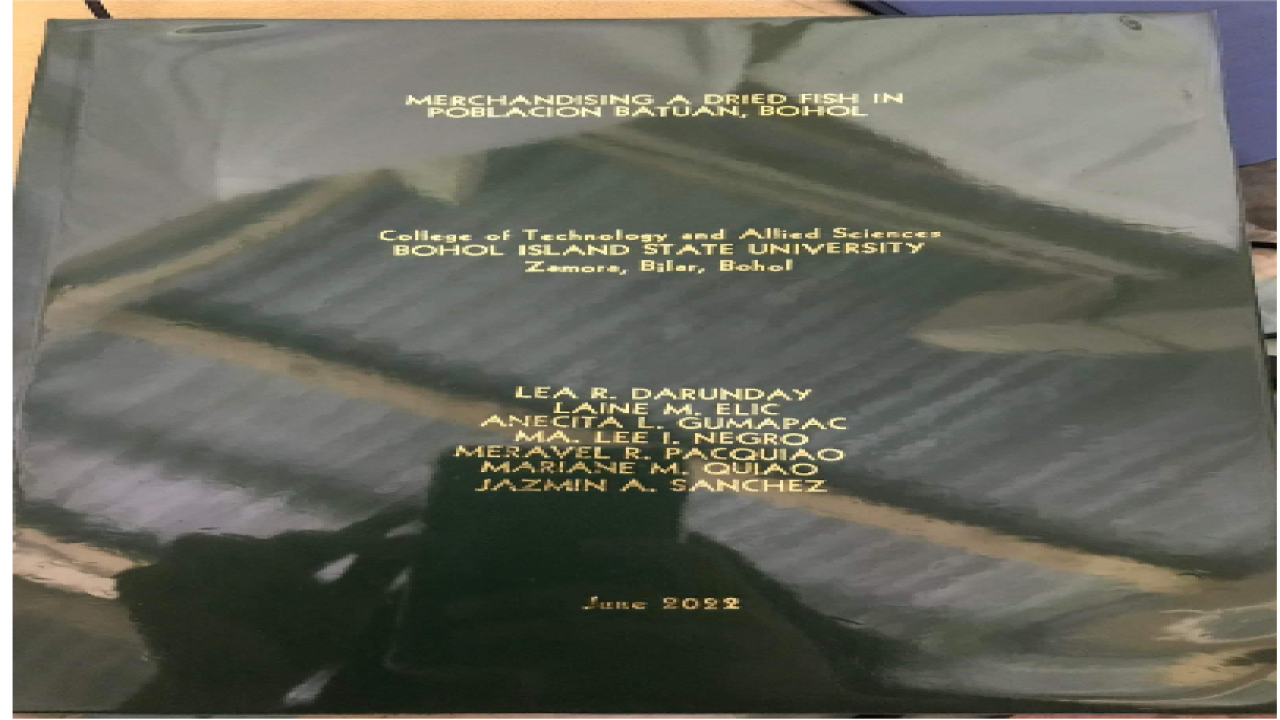 MERCHANDISING A DRIED FISH IN
POBLACION BATUAN, BOHOL
College of Technology and Allied Sciences
BOHOL ISLAND STATE UNIVERSITY
Zamora, Bilar, Bohol
LEA R. DARUNDAY
LAINE M. ELIC
ANECITA L. GUMAPAC
MA. LEE I. NEGRO
MERAVEL R. PACQUIAO
MARIANE M. QUIAO
JAZMIN A. SANCHEZ
June 2022